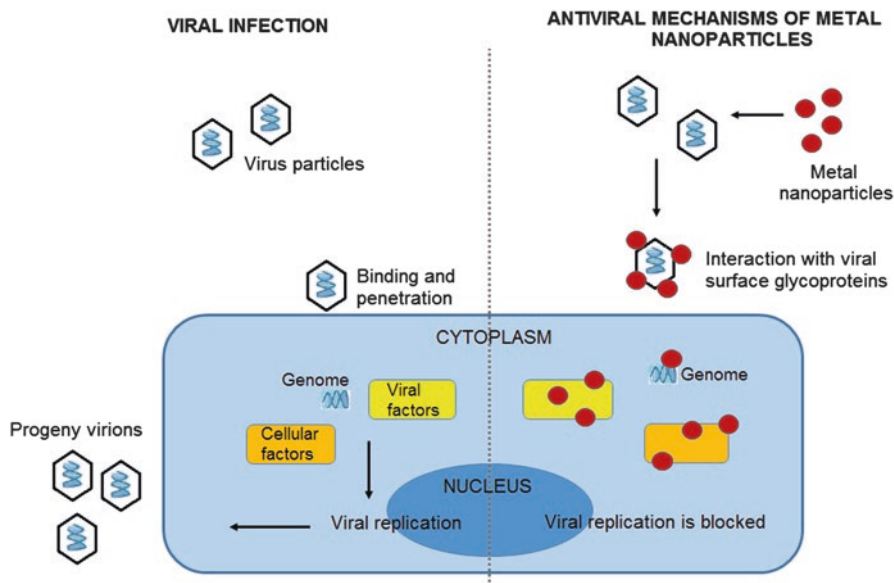 VIRAL INFECTION
ANTIVIRAL MECHANISMS OF METAL
NANOPARTICLES
Virus particles
Metal
nanoparticles
Binding and
penetration
Interaction with viral
surface glycoproteins
CYTOPLASM
Genome
Viral
factors
Genome
Progeny virions
Cellular
factors
NUCLEUS
Viral replication
Viral replication is blocked